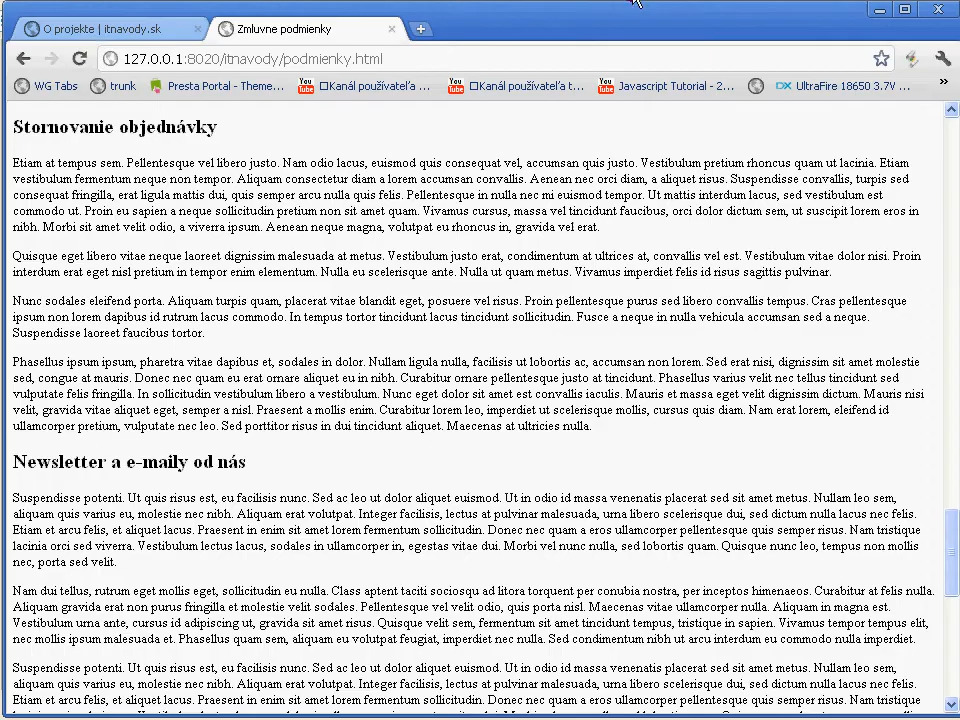 O projekte | itnavody.sk
Zmluvne podmienky
127.0.0.1:8020/itnavody/podmienky.html
WG Tabs
trunk
Presta Portal - Theme...
You Tube
Kanál používateľa ...
You Tube
Kanál používateľa t...
You Tube
Javascript Tutorial - 2...
DX
UltraFire 18650 3.7V ...
»
Stornovanie objednávky
Etiam at tempus sem. Pellentesque vel libero justo. Nam odio lacus, euismod quis consequat vel, accumsan quis justo. Vestibulum pretium rhoncus quam ut lacinia. Etiam
vestibulum fermentum neque non tempor. Aliquam consectetur diam a lorem accumsan convallis. Aenean nec orci diam, a aliquet risus. Suspendisse convallis, turpis sed
consequat fringilla, erat ligula mattis dui, quis semper arcu nulla quis felis. Pellentesque in nulla nec mi euismod tempor. Ut mattis interdum lacus, sed vestibulum est
commodo ut. Proin eu sapien a neque sollicitudin pretium non sit amet quam. Vivamus cursus, massa vel tincidunt faucibus, orci dolor dictum sem, ut suscipit lorem eros in
nibh. Morbi sit amet velit odio, a viverra ipsum. Aenean neque magna, volutpat eu rhoncus in, gravida vel erat.
Quisque eget libero vitae neque laoreet dignissim malesuada at metus. Vestibulum justo erat, condimentum at ultrices at, convallis vel est. Vestibulum vitae dolor nisi. Proin
interdum erat eget nisl pretium in tempor enim elementum. Nulla eu scelerisque ante. Nulla ut quam metus. Vivamus imperdiet felis id risus sagittis pulvinar.
Nunc sodales eleifend porta. Aliquam turpis quam, placerat vitae blandit eget, posuere vel risus. Proin pellentesque purus sed libero convallis tempus. Cras pellentesque
ipsum non lorem dapibus id rutrum lacus commodo. In tempus tortor tincidunt lacus tincidunt sollicitudin. Fusce a neque in nulla vehicula accumsan sed a neque.
Suspendisse laoreet faucibus tortor.
Phasellus ipsum ipsum, pharetra vitae dapibus et, sodales in dolor. Nullam ligula nulla, facilisis ut lobortis ac, accumsan non lorem. Sed erat nisi, dignissim sit amet molestie
sed, congue at mauris. Donec nec quam eu erat ornare aliquet eu in nibh. Curabitur ornare pellentesque justo at tincidunt. Phasellus varius velit nec tellus tincidunt sed
vulputate felis fringilla. In sollicitudin vestibulum libero a vestibulum. Nunc eget dolor sit amet est convallis iaculis. Mauris et massa eget velit dignissim dictum. Mauris nisi
velit, gravida vitae aliquet eget, semper a nisl. Praesent a mollis enim. Curabitur lorem leo, imperdiet ut scelerisque mollis, cursus quis diam. Nam erat lorem, eleifend id
ullamcorper pretium, vulputate nec leo. Sed porttitor risus in dui tincidunt aliquet. Maecenas at ultricies nulla.
Newsletter a e-maily od nás
Suspendisse potenti. Ut quis risus est, eu facilisis nunc. Sed ac leo ut dolor aliquet euismod. Ut in odio id massa venenatis placerat sed sit amet metus. Nullam leo sem,
aliquam quis varius eu, molestie nec nibh. Aliquam erat volutpat. Integer facilisis, lectus at pulvinar malesuada, urna libero scelerisque dui, sed dictum nulla lacus nec felis.
Etiam et arcu felis, et aliquet lacus. Praesent in enim sit amet lorem fermentum sollicitudin. Donec nec quam a eros ullamcorper pellentesque quis semper risus. Nam tristique
lacinia orci sed viverra. Vestibulum lectus lacus, sodales in ullamcorper in, egestas vitae dui. Morbi vel nunc nulla, sed lobortis quam. Quisque nunc leo, tempus non mollis
nec, porta sed velit.
Nam dui tellus, rutrum eget mollis eget, sollicitudin eu nulla. Class aptent taciti sociosqu ad litora torquent per conubia nostra, per inceptos himenaeos. Curabitur at felis nulla.
Aliquam gravida erat non purus fringilla et molestie velit sodales. Pellentesque vel velit odio, quis porta nisl. Maecenas vitae ullamcorper nulla. Aliquam in magna est.
Vestibulum urna ante, cursus id adipiscing ut, gravida sit amet risus. Quisque velit sem, fermentum sit amet tincidunt tempus, tristique in sapien. Vivamus tempor tempus elit,
nec mollis ipsum malesuada et. Phasellus quam sem, aliquam eu volutpat feugiat, imperdiet nec nulla. Sed condimentum nibh ut arcu interdum eu commodo nulla imperdiet.
Suspendisse potenti. Ut quis risus est, eu facilisis nunc. Sed ac leo ut dolor aliquet euismod. Ut in odio id massa venenatis placerat sed sit amet metus. Nullam leo sem,
aliquam quis varius eu, molestie nec nibh. Aliquam erat volutpat. Integer facilisis, lectus at pulvinar malesuada, urna libero scelerisque dui, sed dictum nulla lacus nec felis.
Etiam et arcu felis, et aliquet lacus. Praesent in enim sit amet lorem fermentum sollicitudin. Donec nec quam a eros ullamcorper pellentesque quis semper risus. Nam tristique